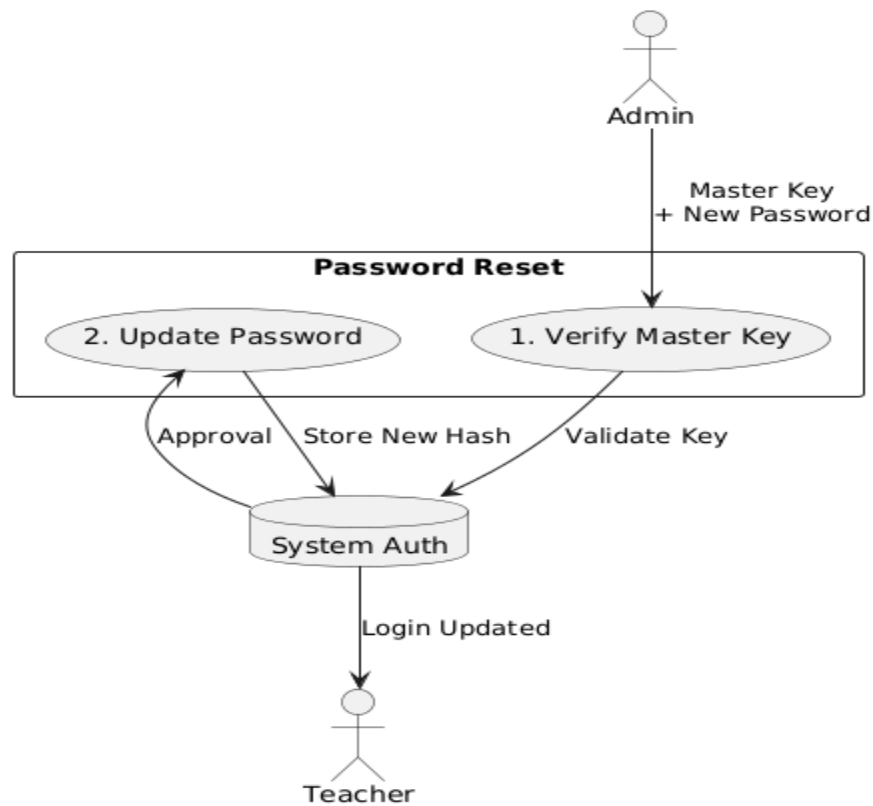 Admin
Master Key
+ New Password
Password Reset
2. Update Password
1. Verify Master Key
Approval
Store New Hash
Validate Key
System Auth
Login Updated
Teacher